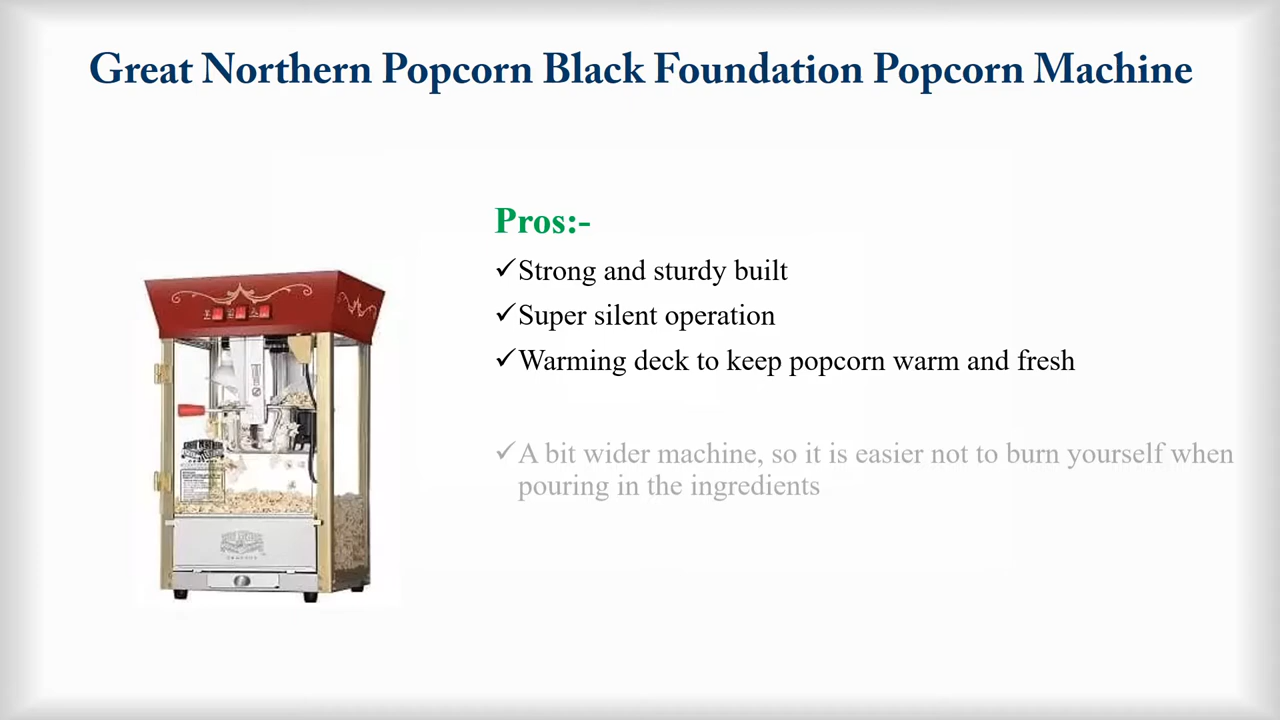 Great Northern Popcorn Black Foundation Popcorn Machine
Pros:-
✓Strong and sturdy built
✓Super silent operation
✓Warming deck to keep popcorn warm and fresh
✓A bit wider machine, so it is easier not to burn yourself when
pouring in the ingredients